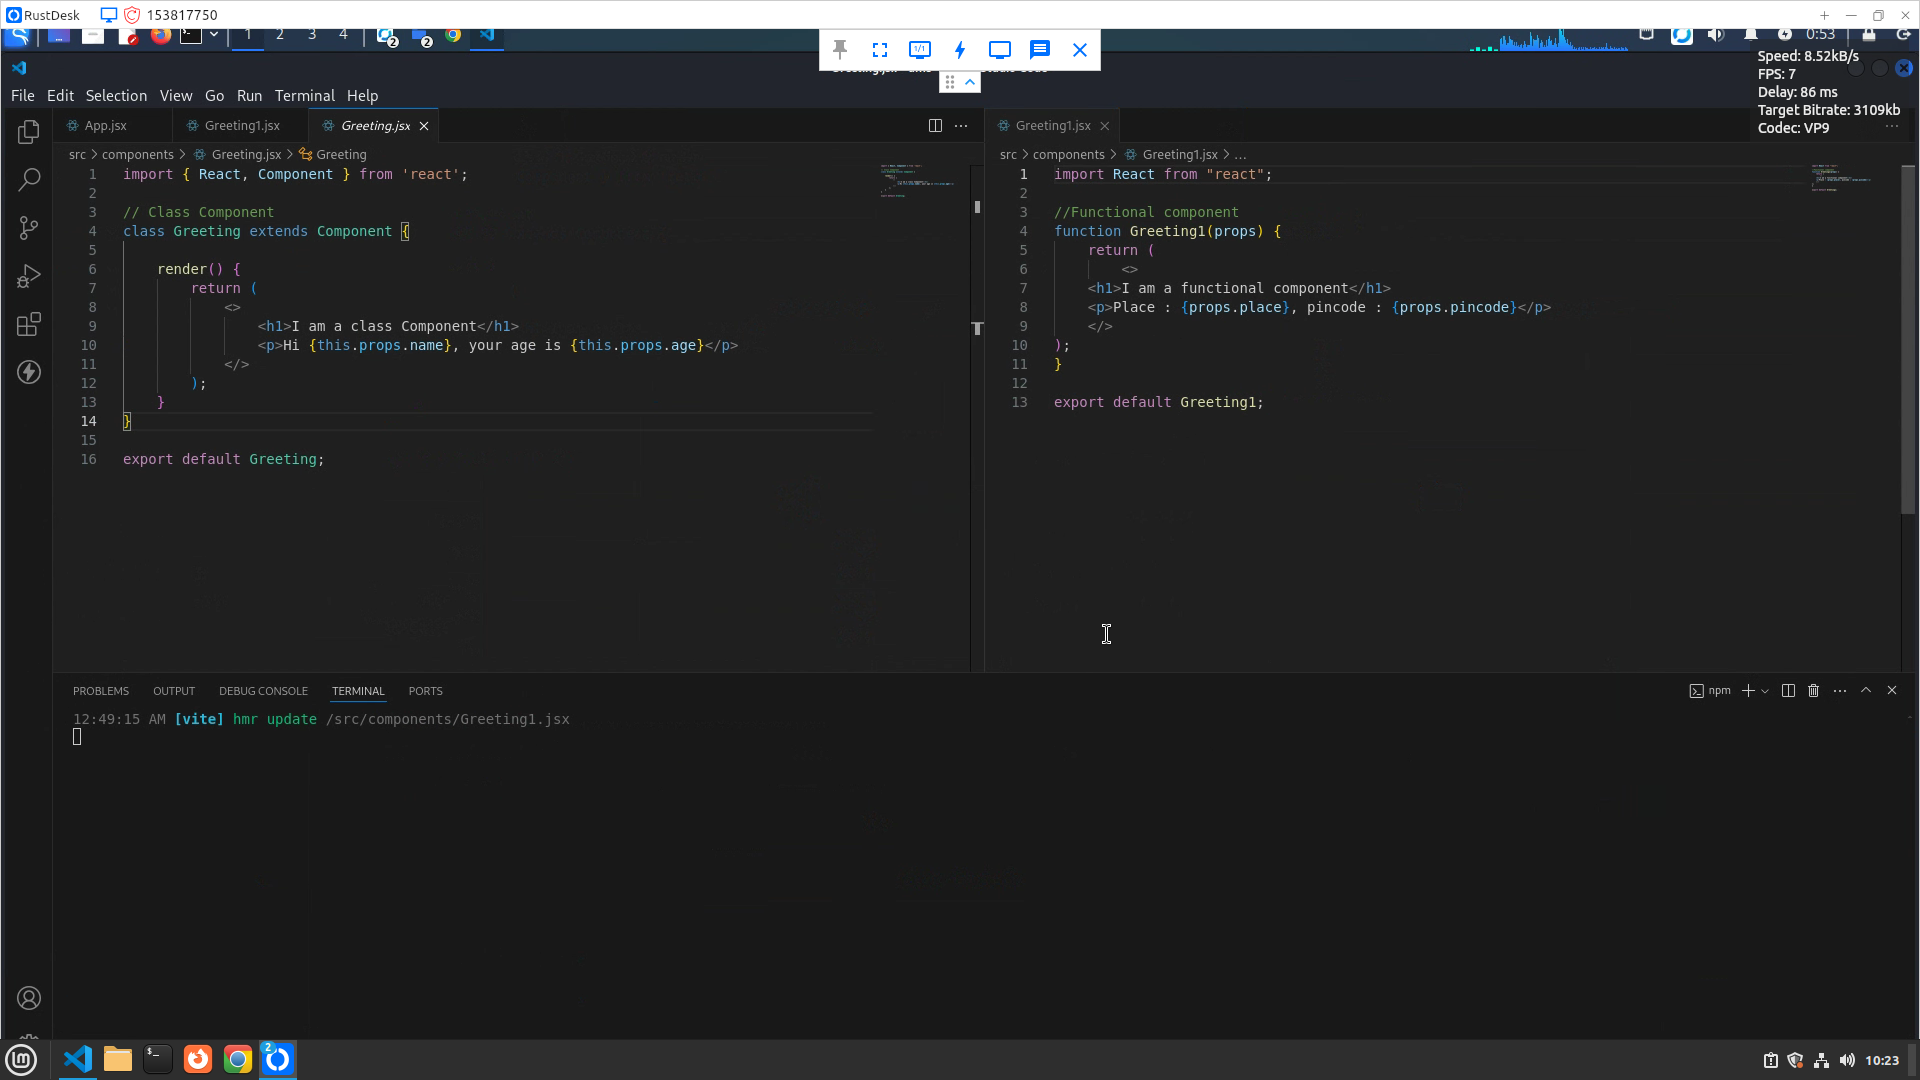 RustDesk 153817750
1 2 3 4 2 2 0:53
1/1
Speed: 8.52kB/s
FPS: 7
Delay: 86 ms
Target Bitrate: 3109kb
Codec: VP9
File Edit Selection View Go Run Terminal Help
App.jsx Greeting1.jsx Greeting.jsx
src > components > Greeting.jsx > Greeting
1 import { React, Component } from 'react';
2
3 // Class Component
4 class Greeting extends Component {
5
6 render() {
7 return (
8 <>
9 <h1>I am a class Component</h1>
10 <p>Hi {this.props.name}, your age is {this.props.age}</p>
11 </>
12 );
13 }
14 }
15
16 export default Greeting;
Greeting1.jsx
src > components > Greeting1.jsx > ...
1 import React from "react";
2
3 //Functional component
4 function Greeting1(props) {
5 return (
6 <>
7 <h1>I am a functional component</h1>
8 <p>Place : {props.place}, pincode : {props.pincode}</p>
9 </>
10 );
11 }
12
13 export default Greeting1;
PROBLEMS OUTPUT DEBUG CONSOLE TERMINAL PORTS npm
12:49:15 AM [vite] hmr update /src/components/Greeting1.jsx
2 10:23